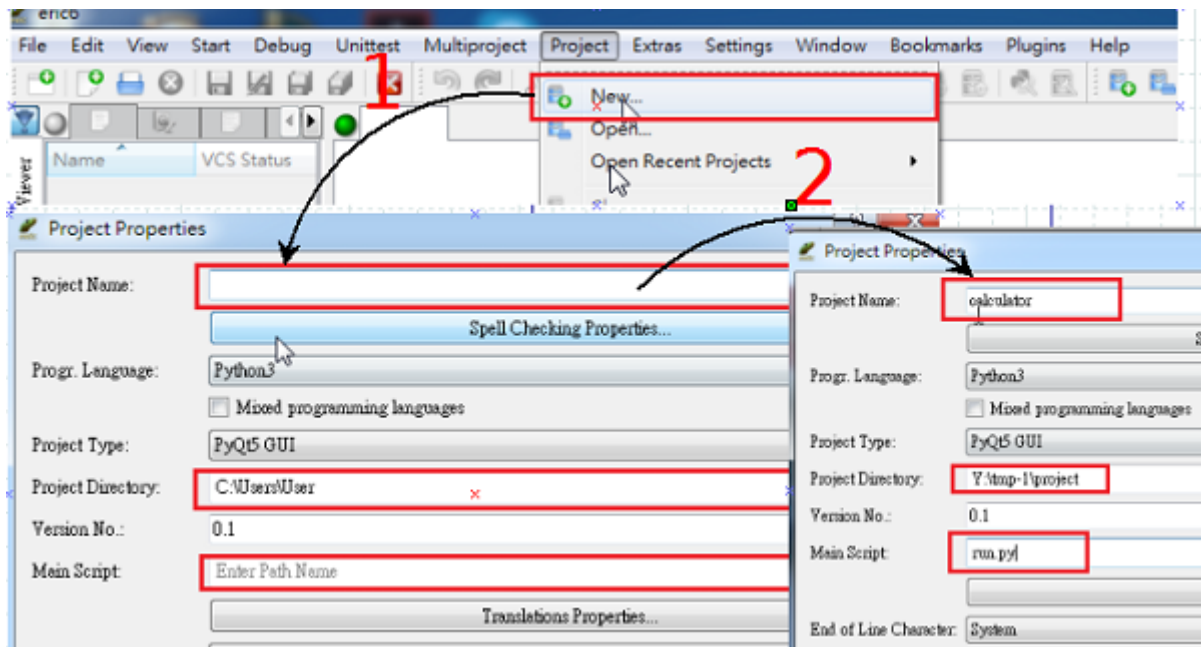 eric6
File Edit View Start Debug Unittest Multiproject Project Extras Settings Window Bookmarks Plugins Help
1
New...
Open...
Name VCS Status
Open Recent Projects
2
Viewer
Project Properties
Project Name:
Spell Checking Properties...
Progr. Language: Python3
Mixed programming languages
Project Type: PyQt5 GUI
Project Directory: C:\Users\User
Version No.: 0.1
Main Script: Enter Path Name
Translations Properties...
Project Properties
Project Name: calculator
S
Progr. Language: Python3
Mixed programming languages
Project Type: PyQt5 GUI
Project Directory: Y:\tmp-1\project
Version No.: 0.1
Main Script: run.py
End of Line Character: System